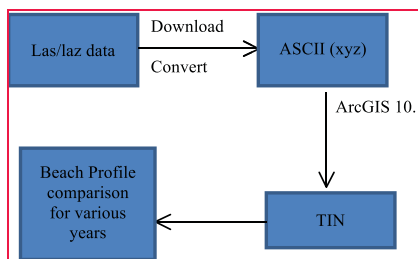 Las/laz data
Download
Convert
ASCII (xyz)
ArcGIS 10.
TIN
Beach Profile
comparison
for various
years